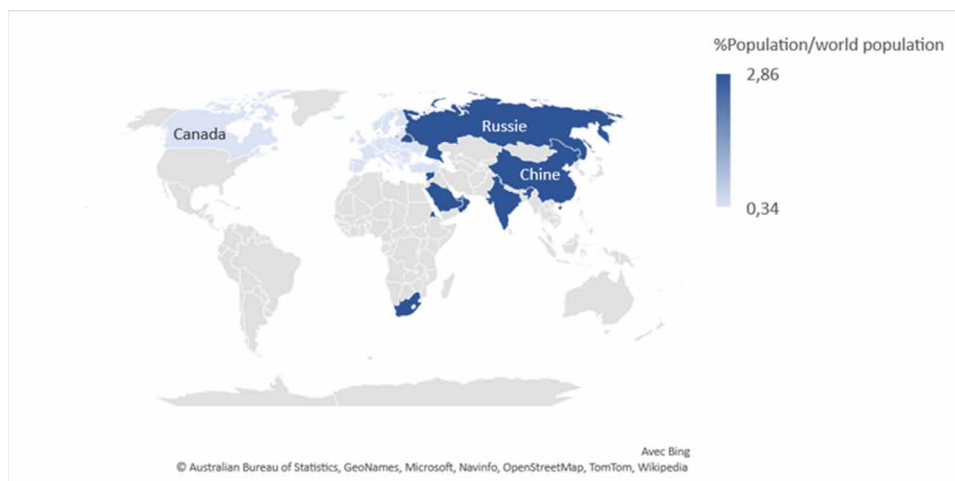 %Population/world population
2,86
0,34
Canada
Russie
Chine
Avec Bing
© Australian Bureau of Statistics, GeoNames, Microsoft, Navinfo, OpenStreetMap, TomTom, Wikipedia